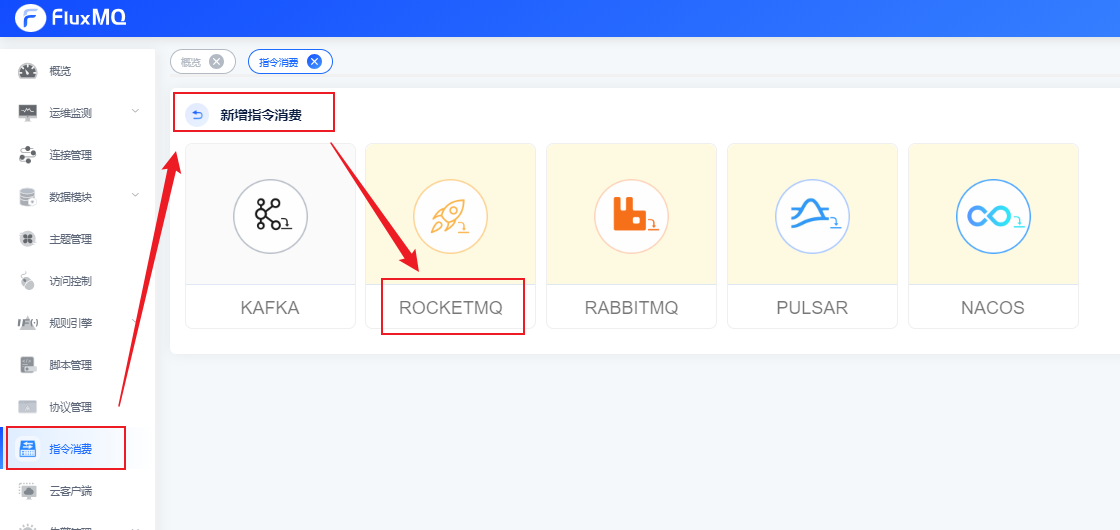 FluxMQ
概览
运维监测
连接管理
数据模块
主题管理
访问控制
规则引擎
脚本管理
协议管理
指令消费
云客户端
概览
指令消费
新增指令消费
KAFKA
ROCKETMQ
RABBITMQ
PULSAR
NACOS